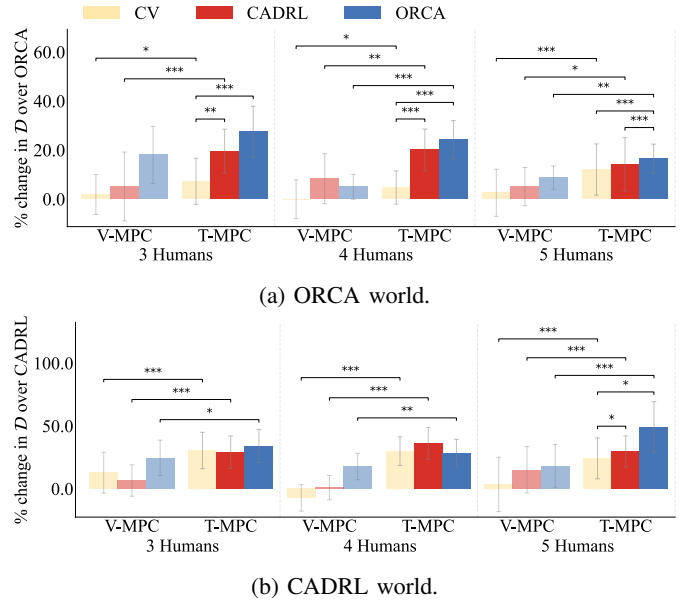 CV CADRL ORCA
% change in D over ORCA
60.0
40.0
20.0
0.0
* *** ** *** * ** *** *** *** *** * ** *** ***
V-MPC T-MPC V-MPC T-MPC V-MPC T-MPC
3 Humans 4 Humans 5 Humans
(a) ORCA world.
% change in D over CADRL
100.0
50.0
0.0
*** *** * *** *** ** *** *** *** * *
V-MPC T-MPC V-MPC T-MPC V-MPC T-MPC
3 Humans 4 Humans 5 Humans
(b) CADRL world.